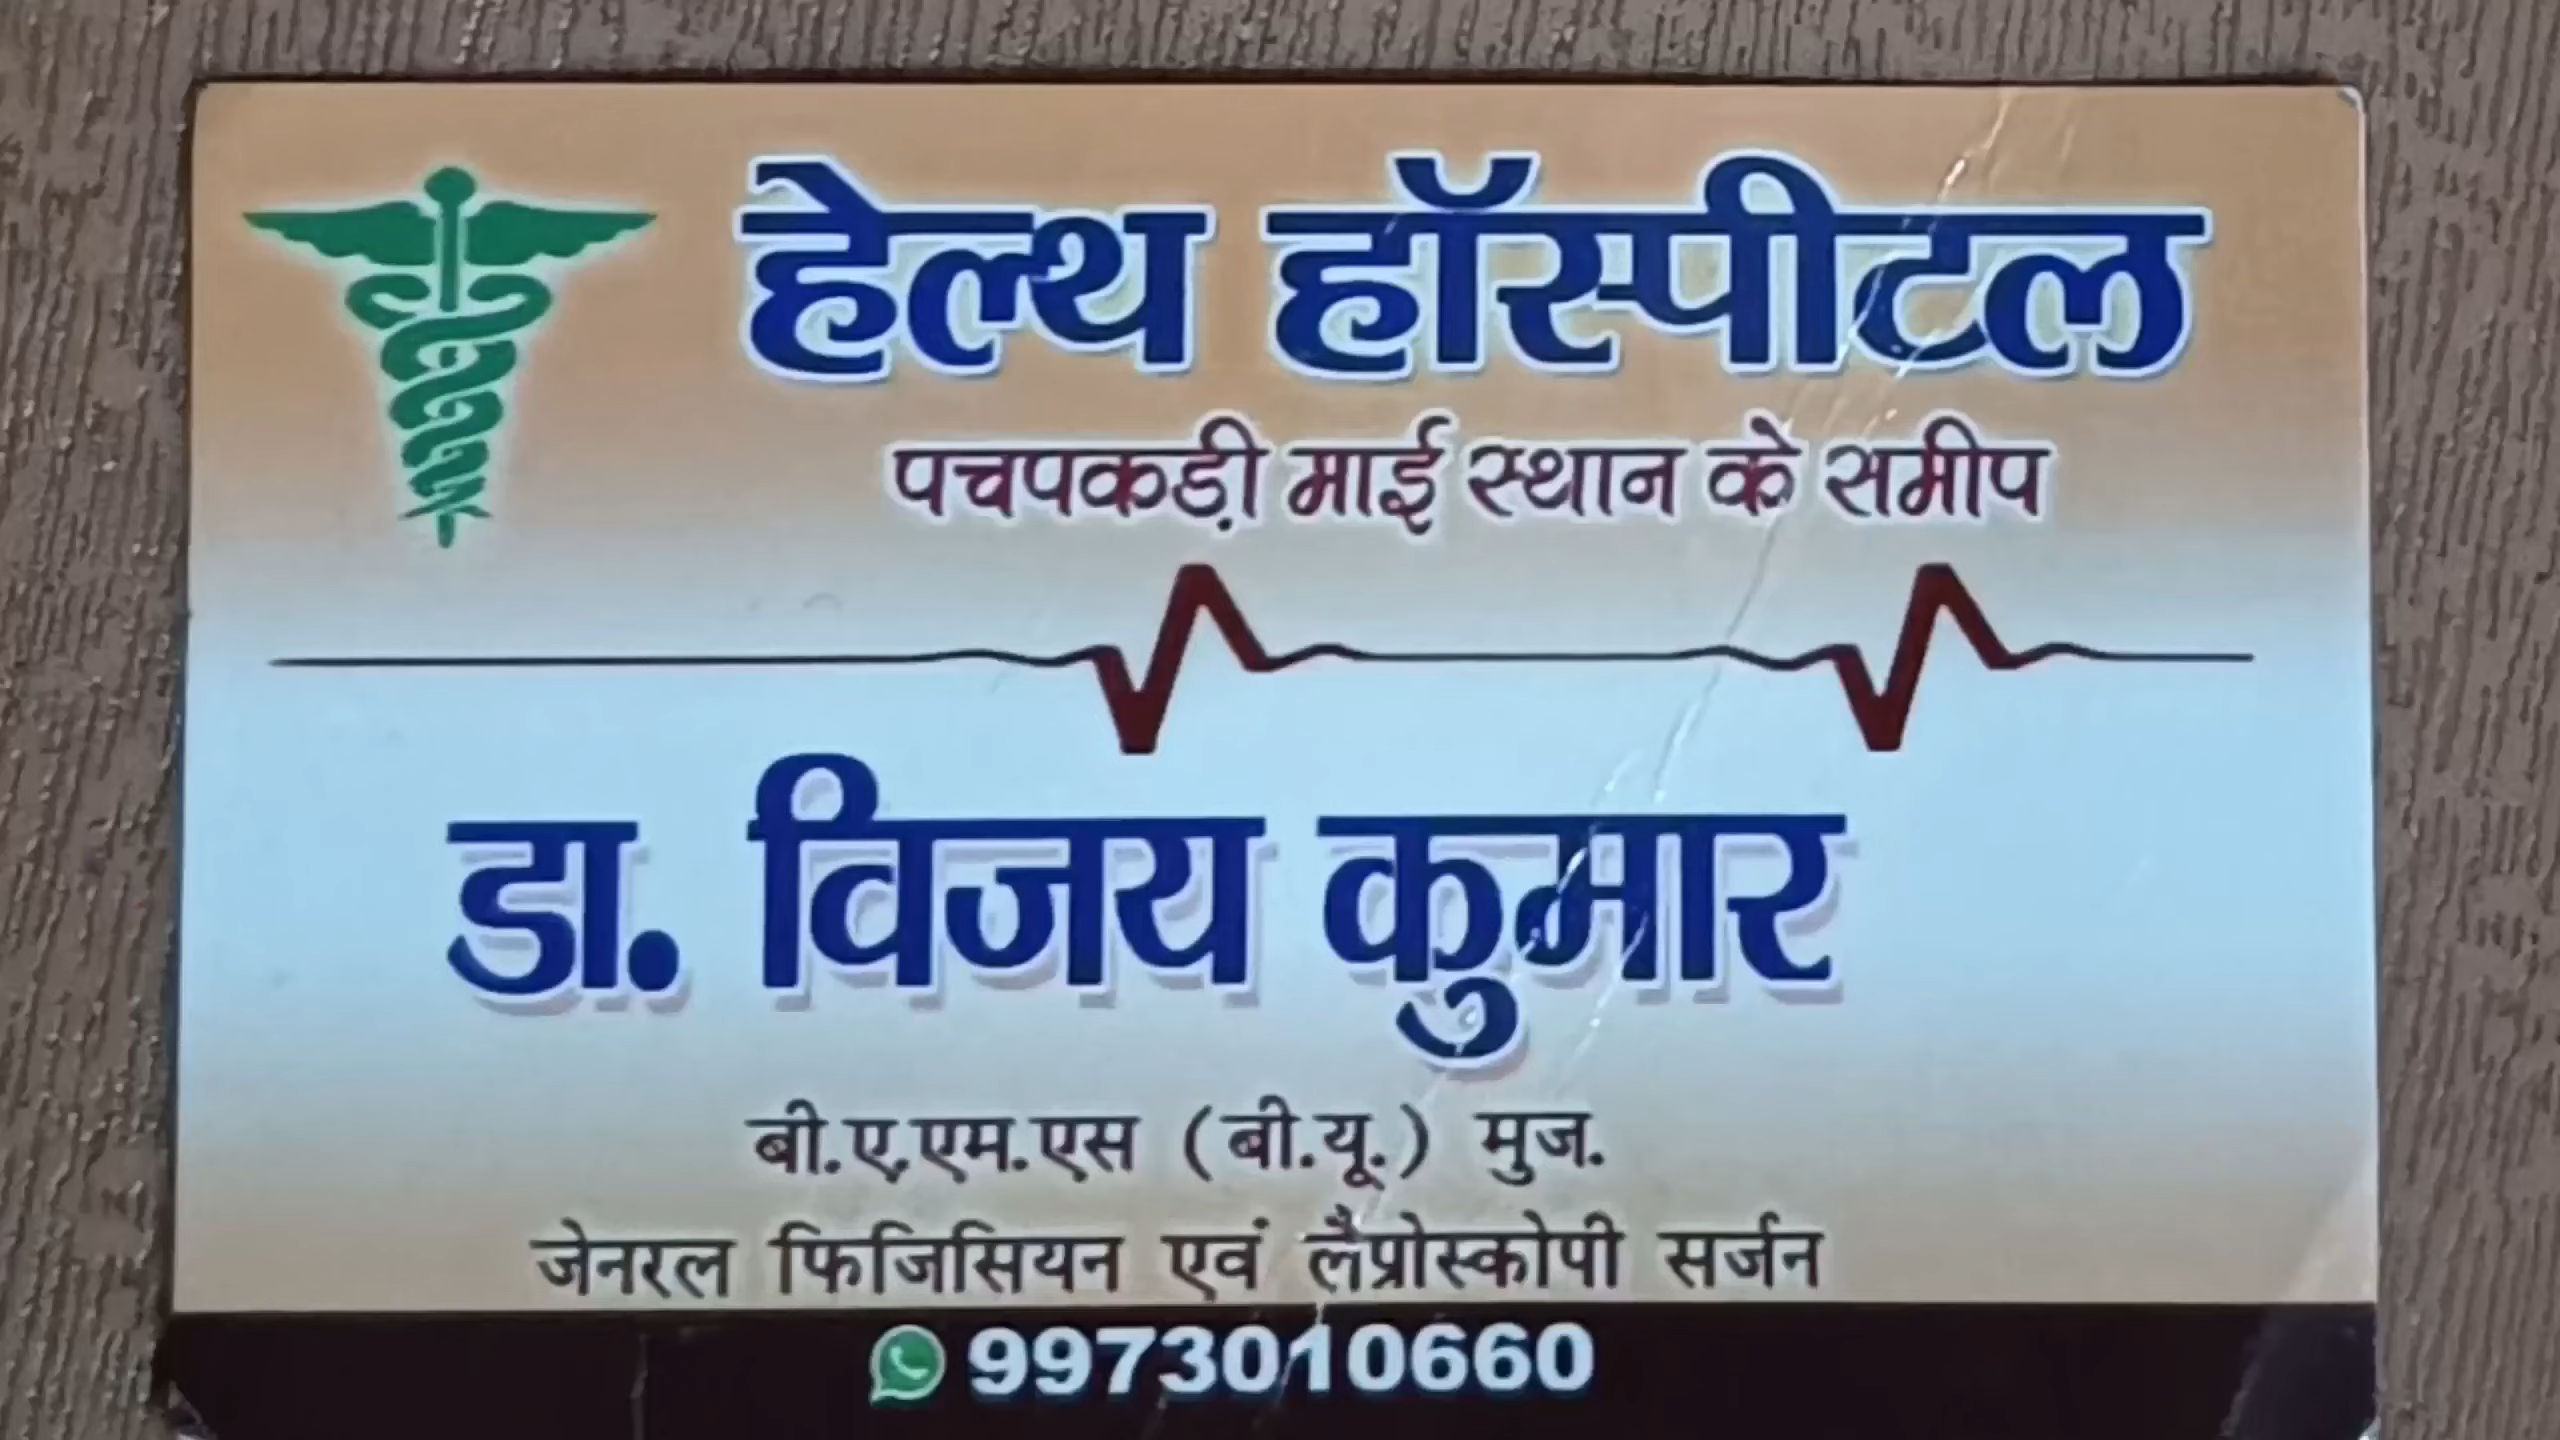 हेल्थ हॉस्पीटल
पचपकड़ी माई स्थान के समीप
डा. विजय कुमार
बी.ए.एम.एस (बी.यू.) मुज.
जेनरल फिजिसियन एवं लैप्रोस्कोपी सर्जन
9973010660